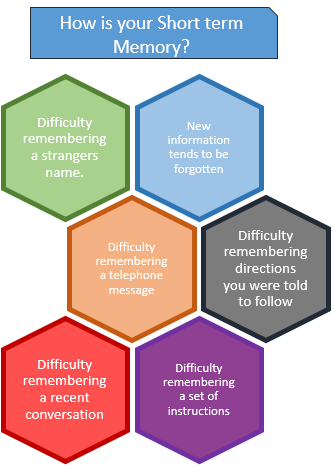 How is your Short term
Memory?
Difficulty
remembering
a strangers
name.
New
information
tends to be
forgotten
Difficulty
remembering
a telephone
message
Difficulty
remembering
directions
you were told
to follow
Difficulty
remembering
a recent
conversation
Difficulty
remembering
a set of
instructions